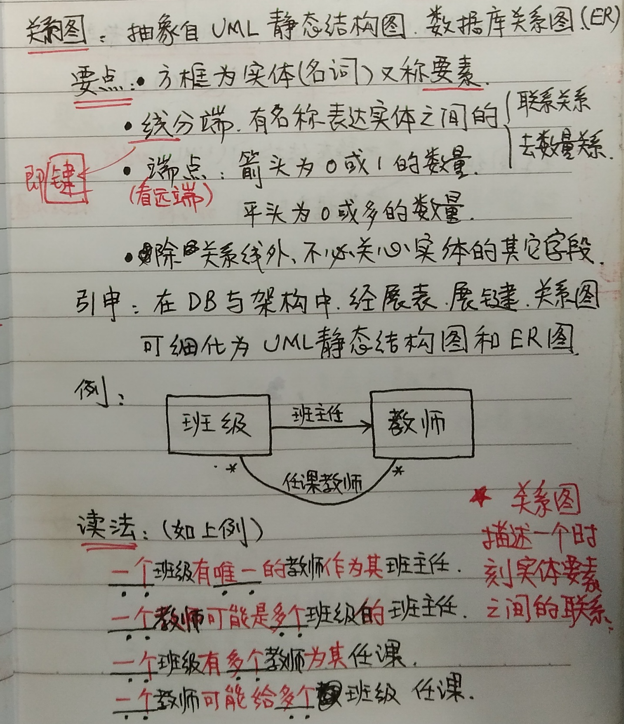 关系图：抽象自UML静态结构图.数据库关系图(ER)
要点：• 方框为实体(名词)又称要素.
• 线分端.有名称表达实体之间的
联系关系
去数量关系.
即键
• 端点：箭头为0或1的数量.
(看远端)
平头为0或多的数量.
• 除关系线外、不必关心实体的其它字段.
引申：在DB与架构中.经展表.展键.关系图
可细化为UML静态结构图和ER图.
例：
班级 班主任 教师
* 任课教师 *
读法：(如上例)
一个班级有唯一的教师作为其班主任.
一个教师可能是多个班级的班主任.
一个班级有多个教师为其任课.
一个教师可能给多个班级 任课.
★ 关系图
描述一个时
刻实体要素
之间的联系.